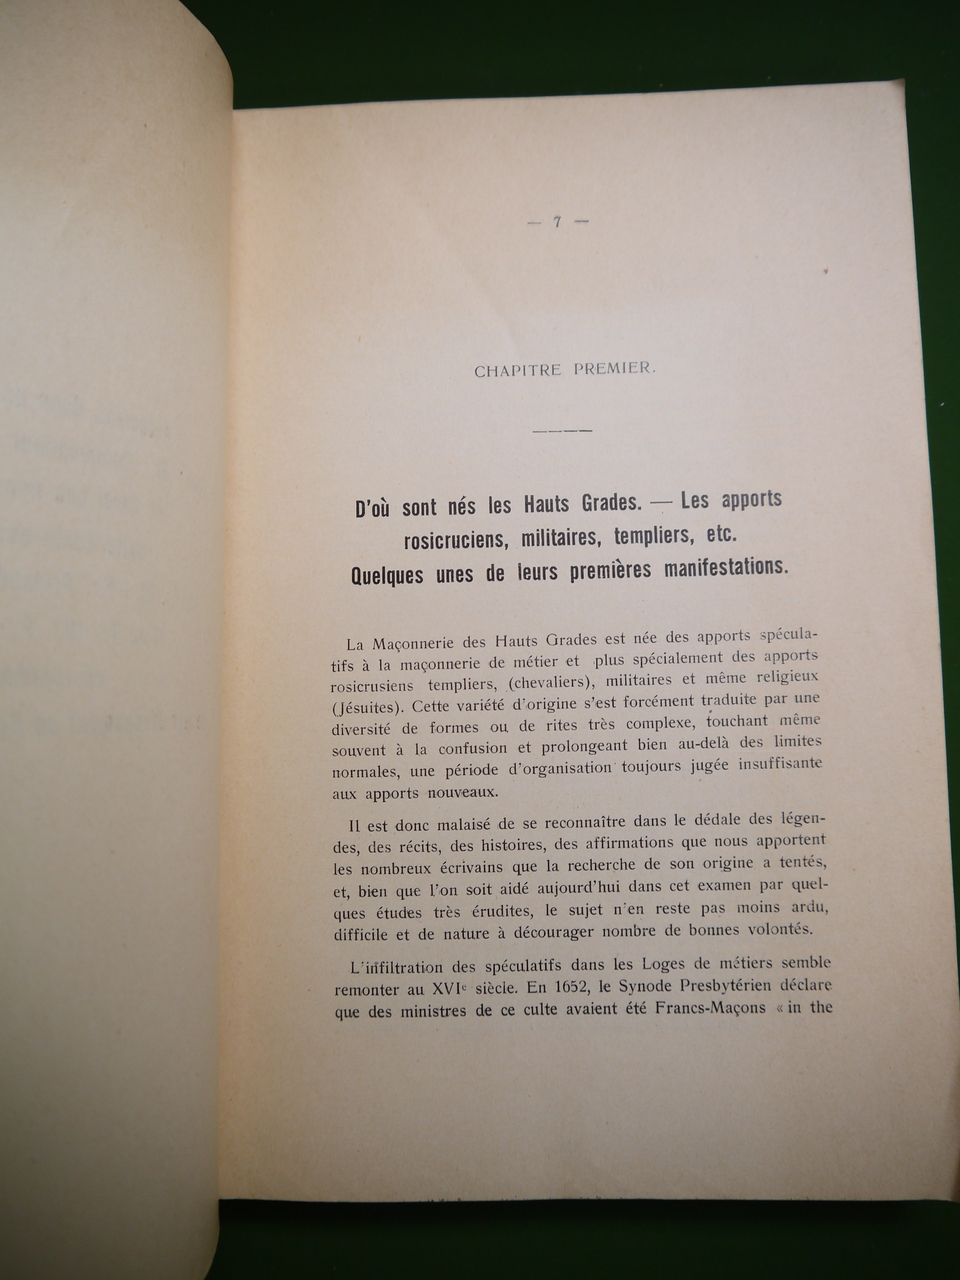 — 7 —
CHAPITRE PREMIER.
D'où sont nés les Hauts Grades. — Les apports
rosicruciens, militaires, templiers, etc.
Quelques unes de leurs premières manifestations.
La Maçonnerie des Hauts Grades est née des apports spécula-
tifs à la maçonnerie de métier et plus spécialement des apports
rosicrusiens templiers, (chevaliers), militaires et même religieux
(Jésuites). Cette variété d'origine s'est forcément traduite par une
diversité de formes ou de rites très complexe, touchant même
souvent à la confusion et prolongeant bien au-delà des limites
normales, une période d'organisation toujours jugée insuffisante
aux apports nouveaux.
Il est donc malaisé de se reconnaître dans le dédale des légen-
des, des récits, des histoires, des affirmations que nous apportent
les nombreux écrivains que la recherche de son origine a tentés,
et, bien que l'on soit aidé aujourd'hui dans cet examen par quel-
ques études très érudites, le sujet n'en reste pas moins ardu,
difficile et de nature à décourager nombre de bonnes volontés.
L'infiltration des spéculatifs dans les Loges de métiers semble
remonter au XVIe siècle. En 1652, le Synode Presbytérien déclare
que des ministres de ce culte avaient été Francs-Maçons « in the